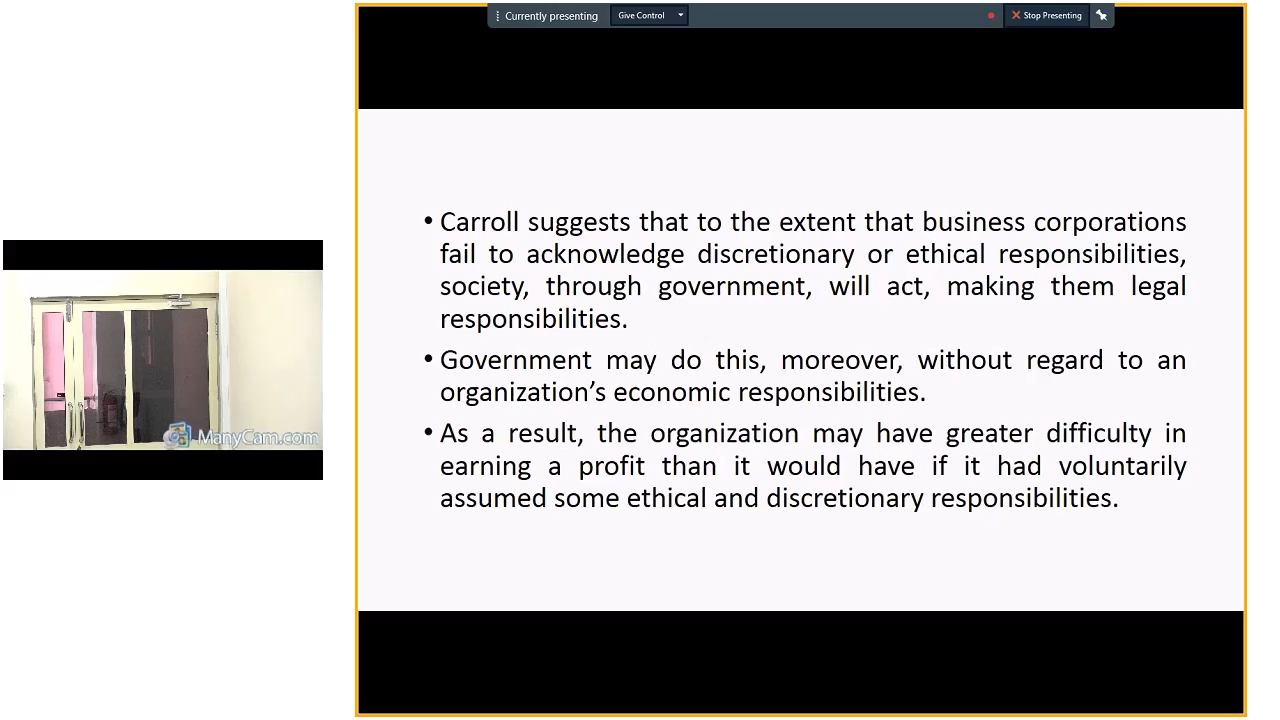 Currently presenting
Give Control
Stop Presenting
• Carroll suggests that to the extent that business corporations
fail to acknowledge discretionary or ethical responsibilities,
society, through government, will act, making them legal
responsibilities.
• Government may do this, moreover, without regard to an
organization’s economic responsibilities.
• As a result, the organization may have greater difficulty in
earning a profit than it would have if it had voluntarily
assumed some ethical and discretionary responsibilities.
ManyCam.com